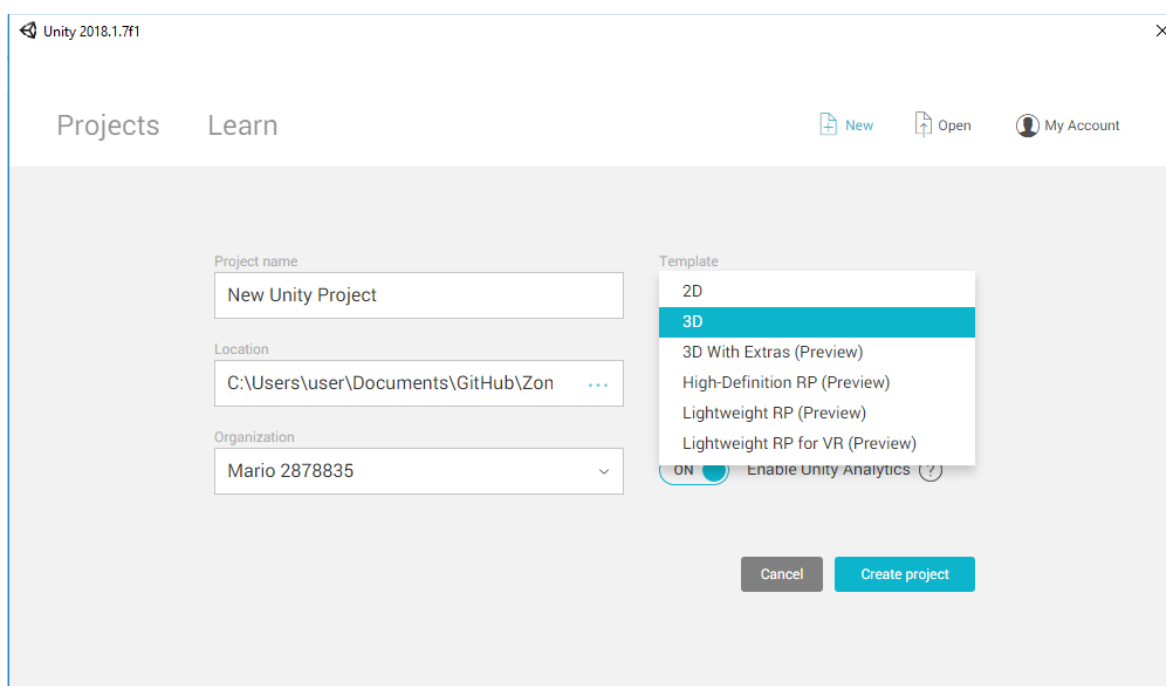 Unity 2018.1.7f1
Projects Learn New Open My Account
Project name
New Unity Project
Location
C:\Users\user\Documents\GitHub\Zon
Organization
Mario 2878835
Template
2D
3D
3D With Extras (Preview)
High-Definition RP (Preview)
Lightweight RP (Preview)
Lightweight RP for VR (Preview)
ON Enable Unity Analytics ?
Cancel Create project